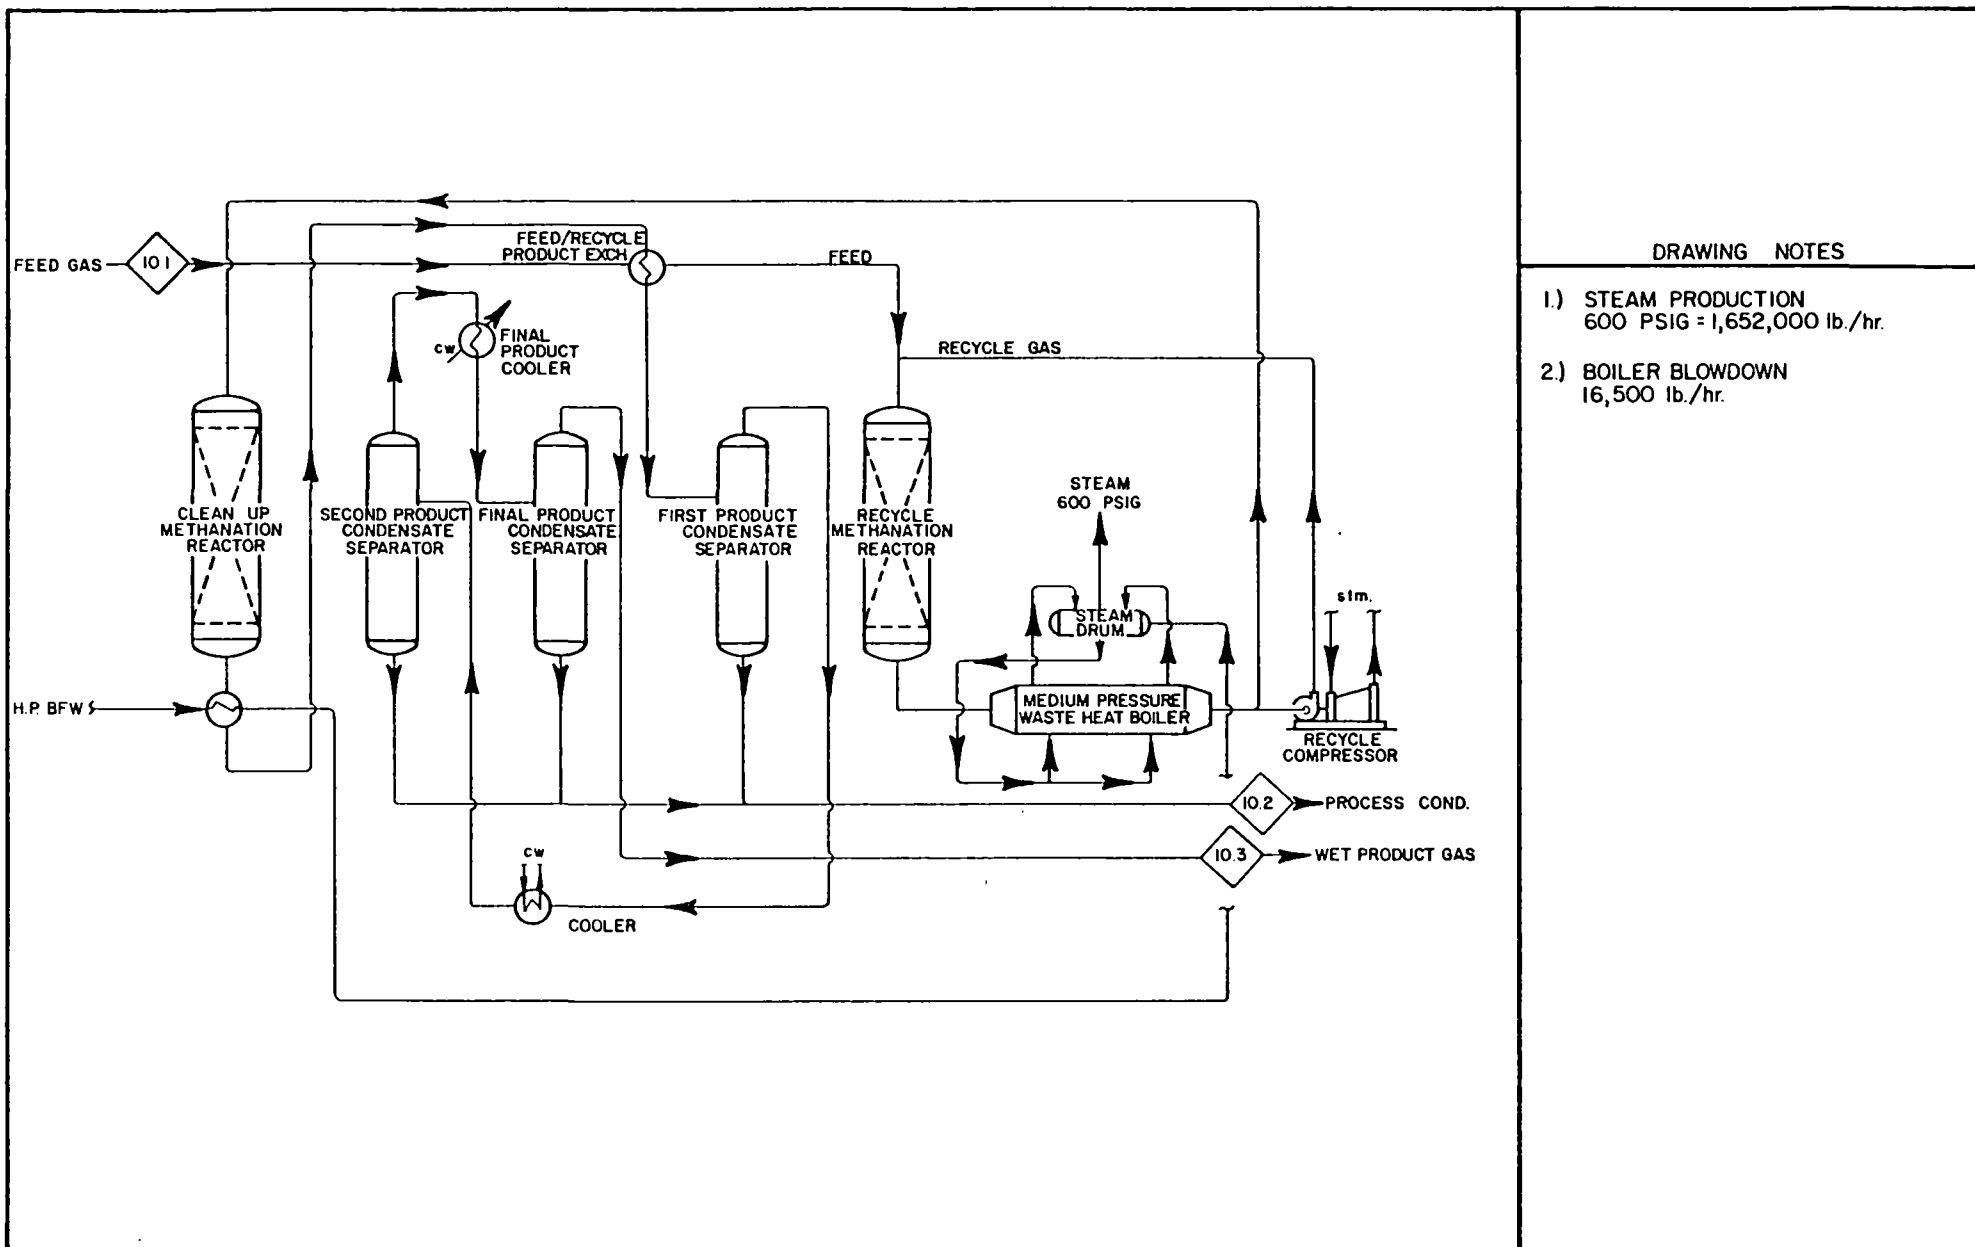 FEED GAS
10.1
FEED/RECYCLE
PRODUCT EXCH
FEED
FINAL
PRODUCT
COOLER
CW
RECYCLE GAS
CLEAN UP
METHANATION
REACTOR
SECOND PRODUCT
CONDENSATE
SEPARATOR
FINAL PRODUCT
CONDENSATE
SEPARATOR
FIRST PRODUCT
CONDENSATE
SEPARATOR
RECYCLE
METHANATION
REACTOR
STEAM
600 PSIG
STEAM
DRUM
stm.
H.P. BFW
MEDIUM PRESSURE
WASTE HEAT BOILER
RECYCLE
COMPRESSOR
10.2
PROCESS COND.
10.3
WET PRODUCT GAS
CW
COOLER
DRAWING NOTES
1.) STEAM PRODUCTION
600 PSIG = 1,652,000 lb./hr.
2.) BOILER BLOWDOWN
16,500 lb./hr.